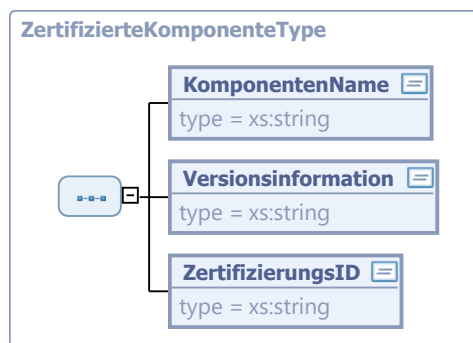 ZertifizierteKomponenteType
KomponentenName
type = xs:string
Versionsinformation
type = xs:string
ZertifizierungsID
type = xs:string